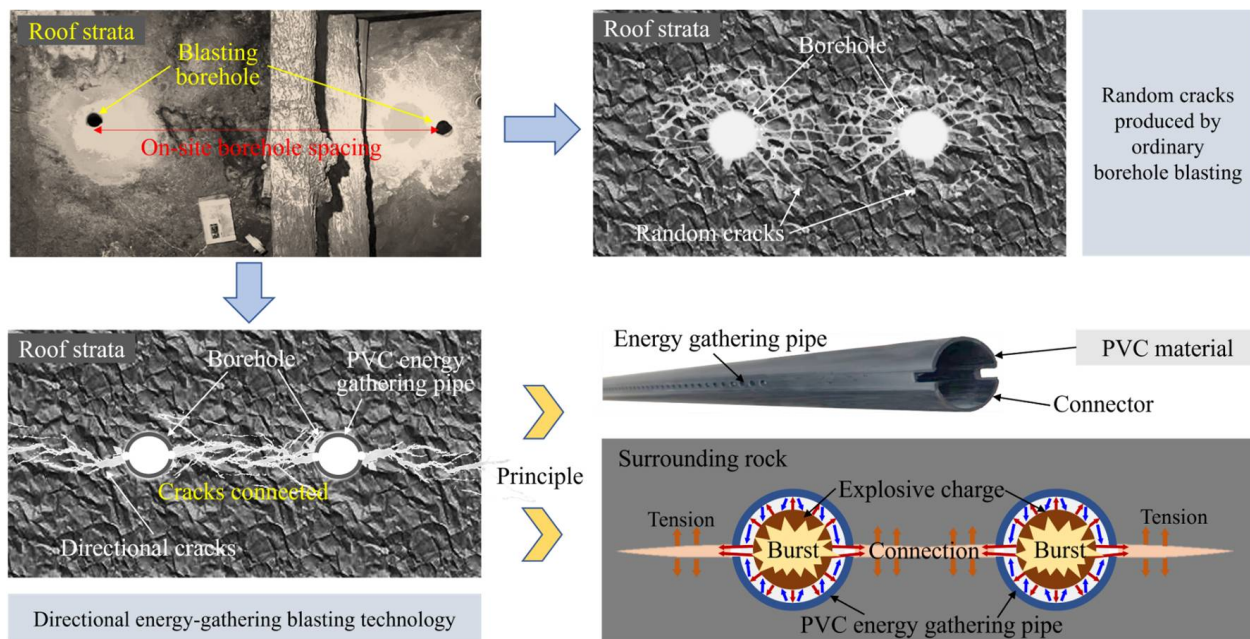 Roof strata
Blasting
borehole
On-site borehole spacing
Roof strata
Borehole
Random cracks
Random cracks
produced by
ordinary
borehole blasting
Roof strata
Borehole
PVC energy
gathering pipe
Cracks connected
Directional cracks
Directional energy-gathering blasting technology
Principle
Energy gathering pipe
PVC material
Connector
Surrounding rock
Explosive charge
Tension
Tension
Burst
Connection
Burst
PVC energy gathering pipe